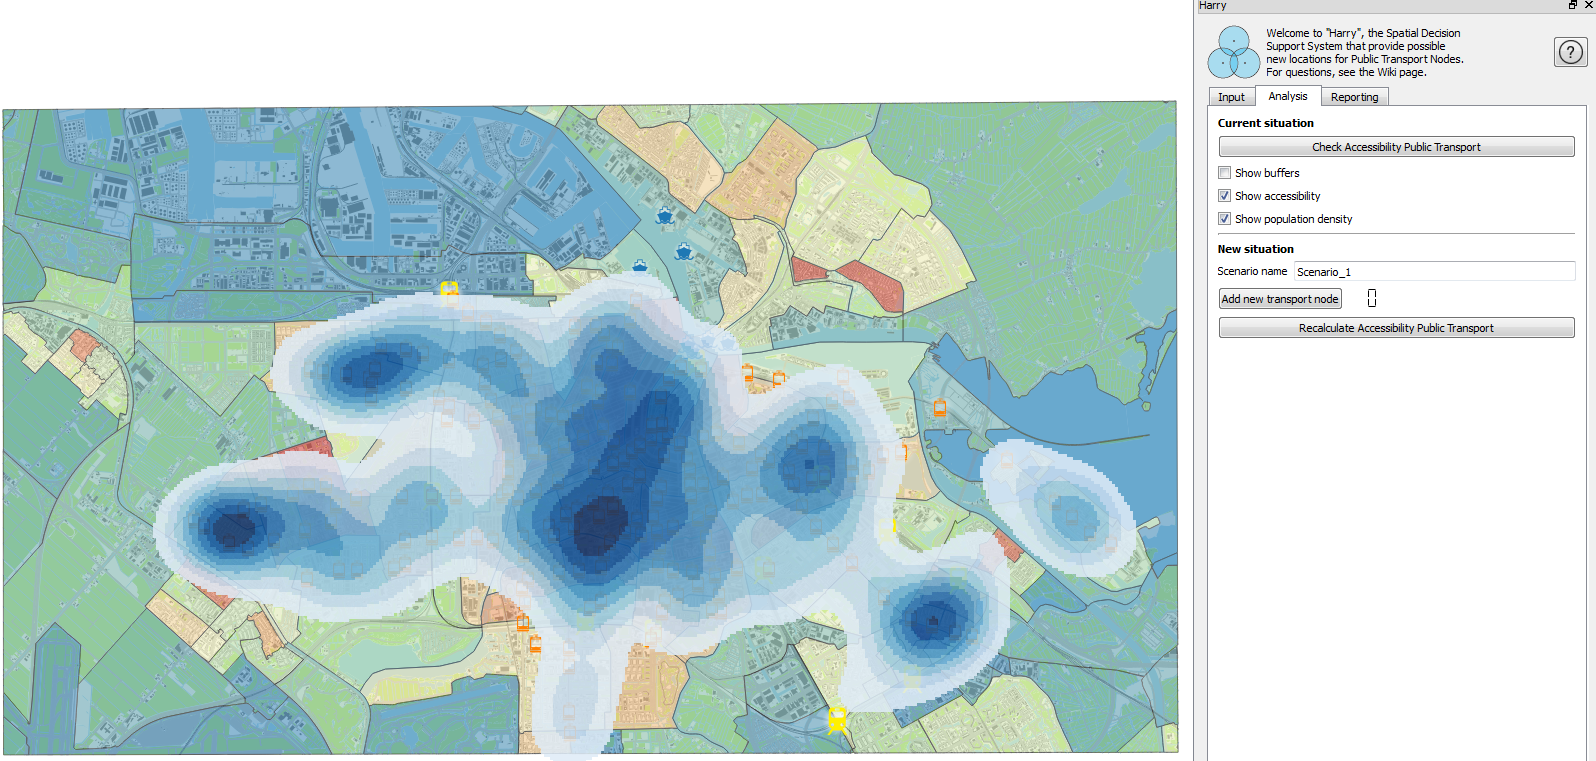 Harry
Welcome to "Harry", the Spatial Decision
Support System that provide possible
new locations for Public Transport Nodes.
For questions, see the Wiki page.
?
Input Analysis Reporting
Current situation
Check Accessibility Public Transport
Show buffers
Show accessibility
Show population density
New situation
Scenario name Scenario_1
Add new transport node
Recalculate Accessibility Public Transport